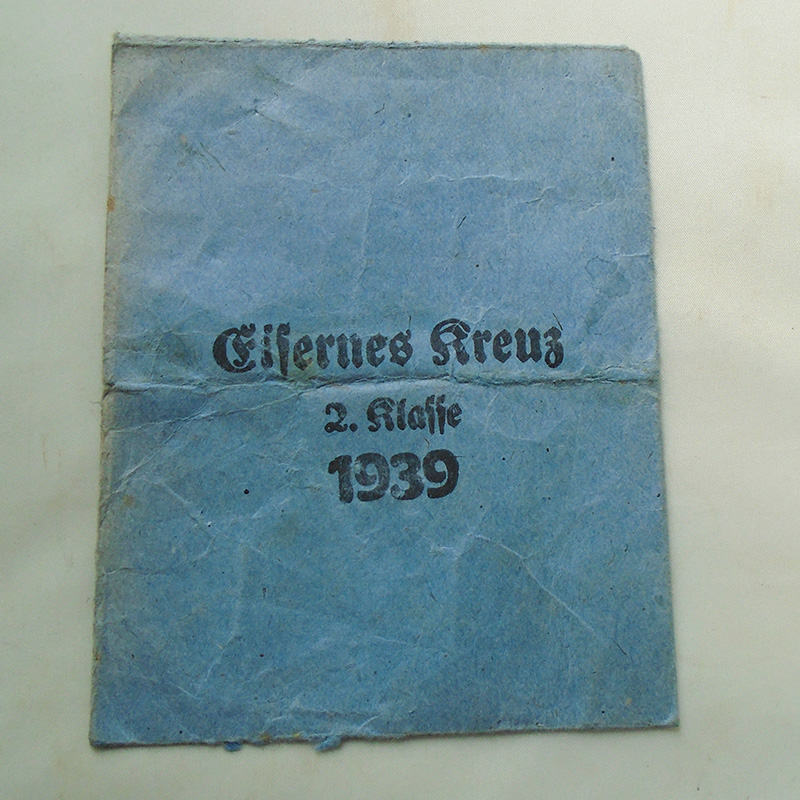 Eisernes Kreuz
2. Klasse
1939